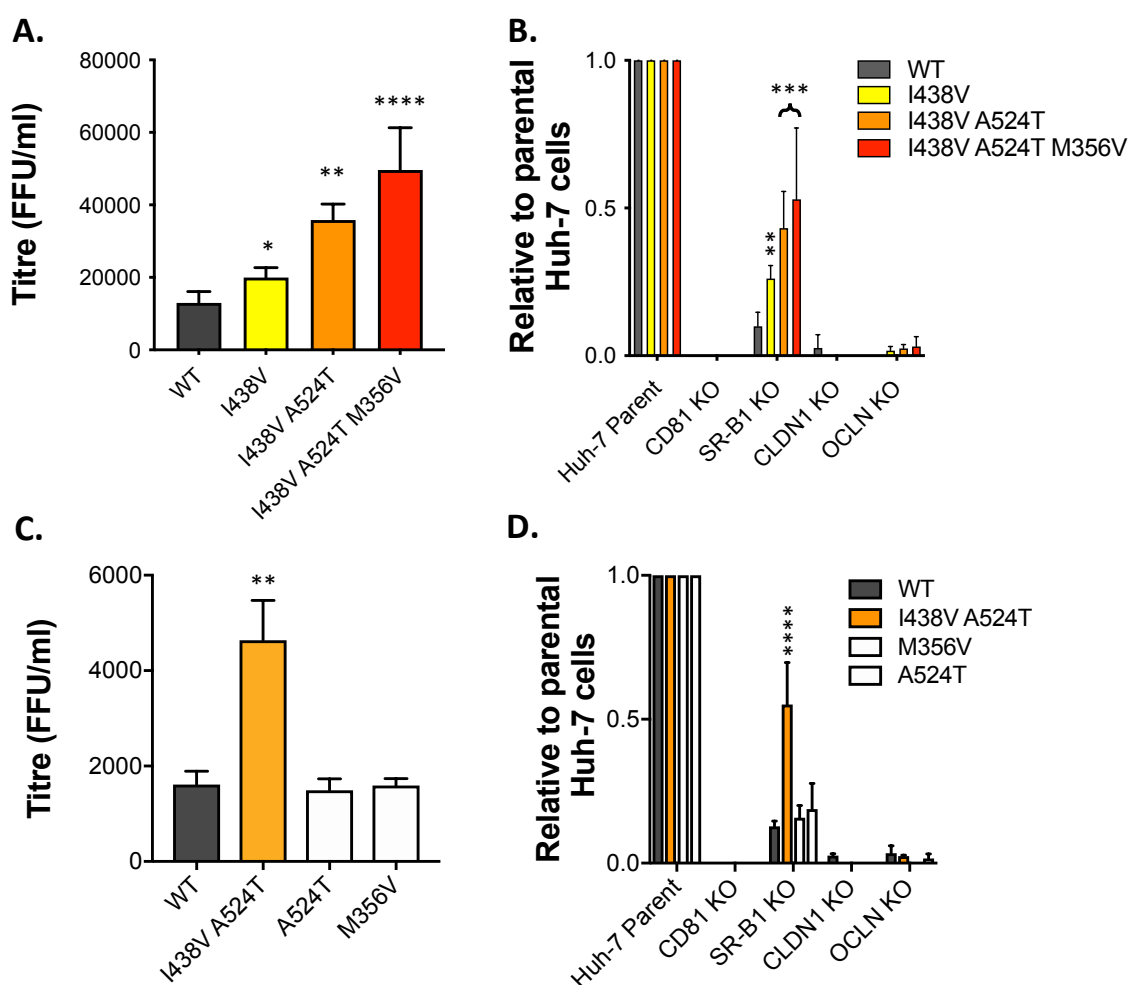 A.
Titre (FFU/ml)
80000
60000
40000
20000
0
*
**
****
WT
I438V
I438V A524T
I438V A524T M356V
B.
Relative to parental
Huh-7 cells
1.0
0.5
0.0
**
***
WT
I438V
I438V A524T
I438V A524T M356V
Huh-7 Parent
CD81 KO
SR-B1 KO
CLDN1 KO
OCLN KO
C.
Titre (FFU/ml)
6000
4000
2000
0
**
WT
I438V A524T
A524T
M356V
D.
Relative to parental
Huh-7 cells
1.0
0.5
0.0
****
WT
I438V A524T
M356V
A524T
Huh-7 Parent
CD81 KO
SR-B1 KO
CLDN1 KO
OCLN KO